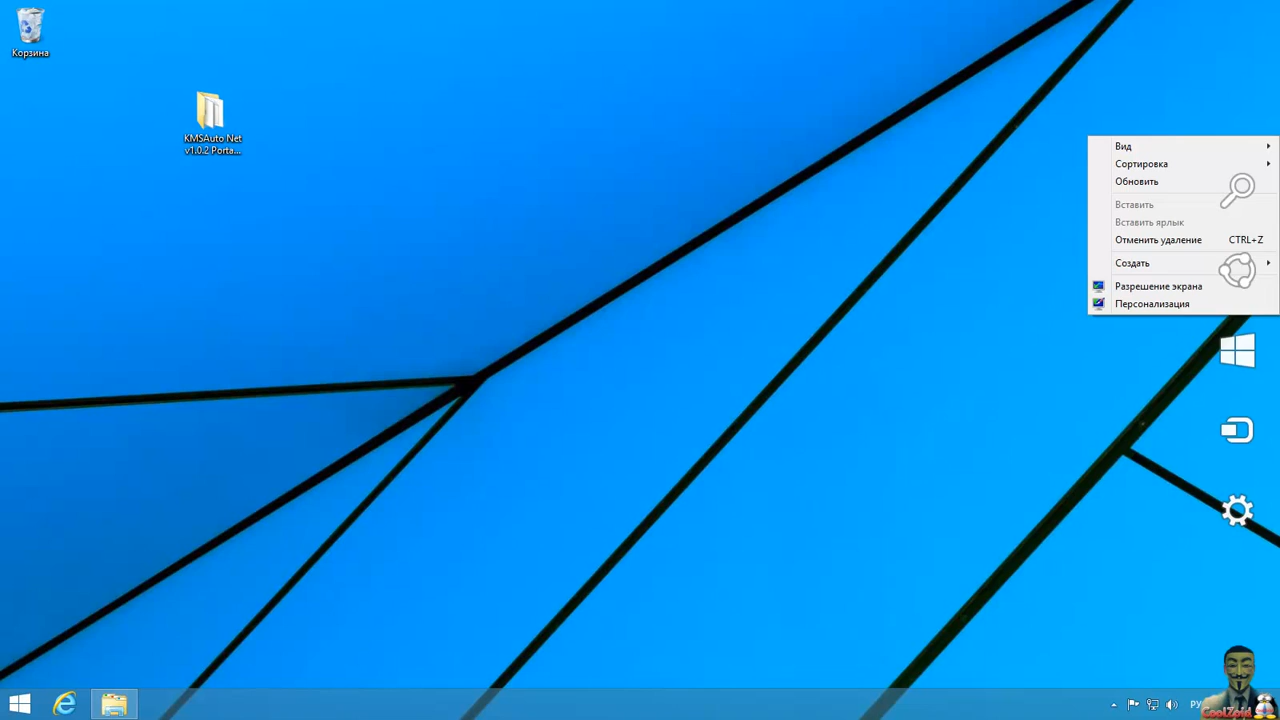 Корзина
KMSAuto Net
v1.0.2 Porta...
Вид
Сортировка
Обновить
Вставить
Вставить ярлык
Отменить удаление CTRL+Z
Создать
Разрешение экрана
Персонализация
РУ
CoolZoid